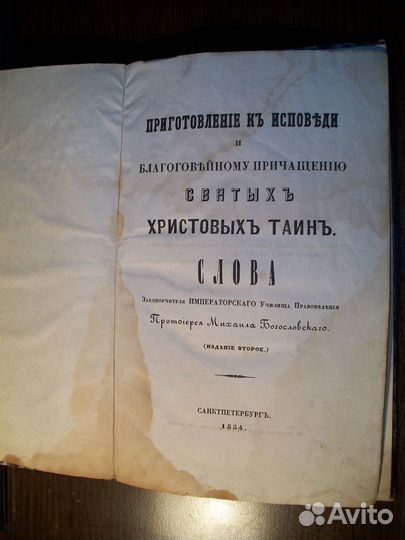 ПРИГОТОВЛЕНІЕ КЪ ИСПОВѢДИ
И
БЛАГОГОВѢЙНОМУ ПРИЧАЩЕНІЮ
СВЯТЫХЪ
ХРИСТОВЫХЪ ТАИНЪ.
СЛОВА
Законоучителя ИМПЕРАТОРСКАГО Училища Правовѣдѣнія
Протоіерея Михаила Богословскаго.
(ИЗДАНІЕ ВТОРОЕ.)
САНКТПЕТЕРБУРГЪ.
1854.
Avito